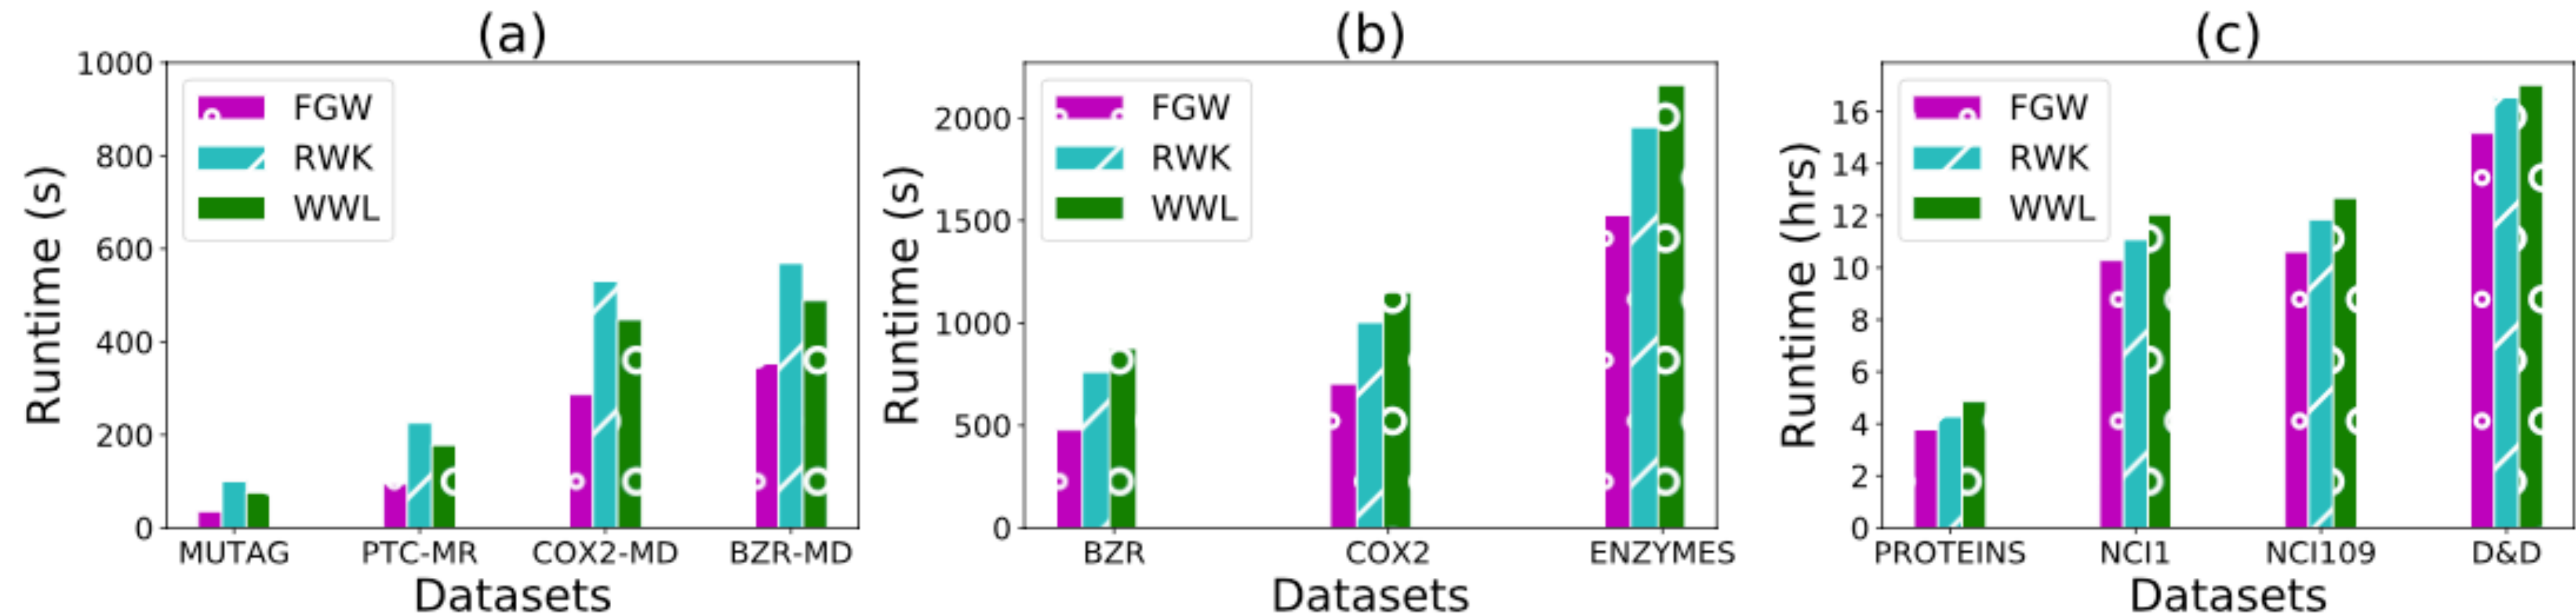 (a)
Runtime (s)
1000
800
600
400
200
0
FGW
RWK
WWL
MUTAG PTC-MR COX2-MD BZR-MD
Datasets
(b)
Runtime (s)
2000
1500
1000
500
0
FGW
RWK
WWL
BZR COX2 ENZYMES
Datasets
(c)
Runtime (hrs)
16
14
12
10
8
6
4
2
0
FGW
RWK
WWL
PROTEINS NCI1 NCI109 D&D
Datasets